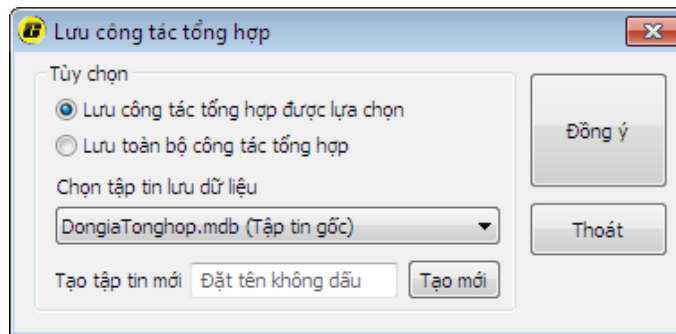 Lưu công tác tổng hợp
Tùy chọn
Lưu công tác tổng hợp được lựa chọn
Lưu toàn bộ công tác tổng hợp
Chọn tập tin lưu dữ liệu
DongiaTonghop.mdb (Tập tin gốc)
Tạo tập tin mới Đặt tên không dấu Tạo mới
Đồng ý
Thoát